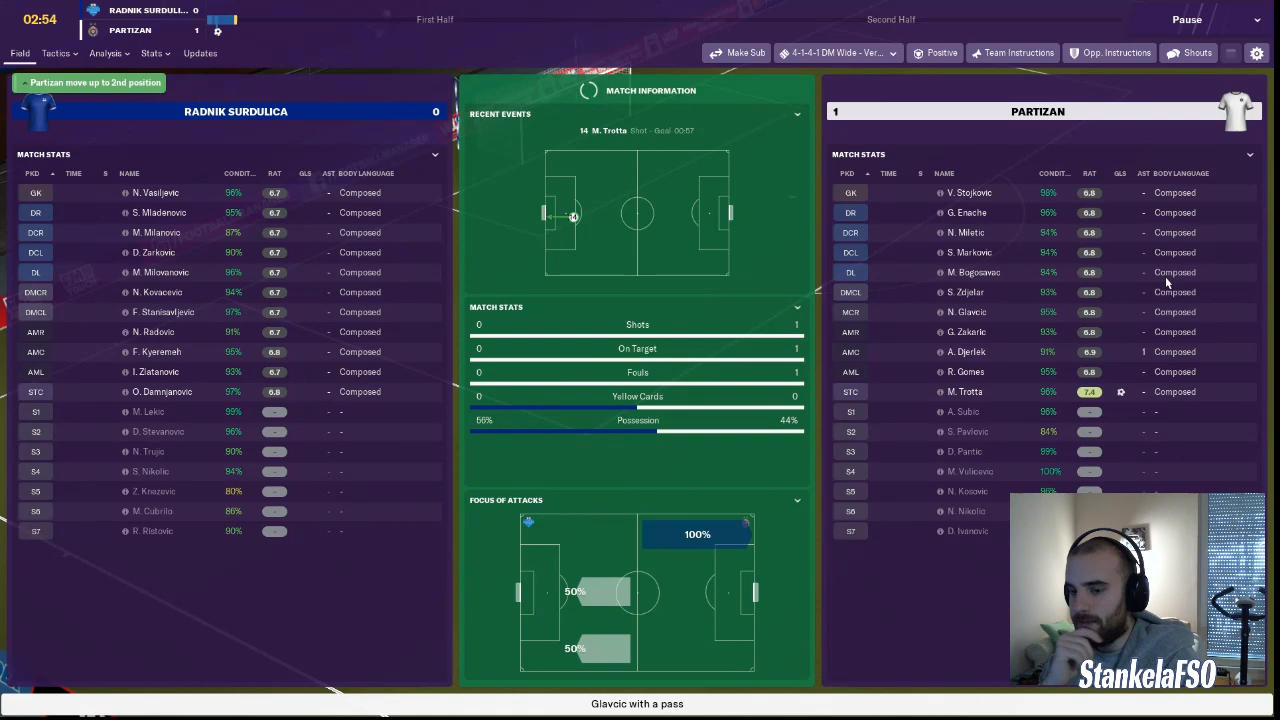 02:54
RADNIK SURDULI... 0
PARTIZAN 1
First Half
Second Half
Pause
Field Tactics Analysis Stats Updates
Make Sub
4-1-4-1 DM Wide - Ver...
Positive
Team Instructions
Opp. Instructions
Shouts
Partizan move up to 2nd position
RADNIK SURDULICA 0
MATCH STATS
PKD TIME S NAME CONDIT... RAT GLS AST BODY LANGUAGE
GK N. Vasiljevic 96% 6.7 - Composed
DR S. Mladenovic 95% 6.7 - Composed
DCR M. Milanovic 87% 6.7 - Composed
DCL D. Zarkovic 90% 6.7 - Composed
DL M. Milovanovic 96% 6.7 - Composed
DMCR N. Kovacevic 94% 6.7 - Composed
DMCL F. Stanisavljevic 97% 6.7 - Composed
AMR N. Radovic 91% 6.7 - Composed
AMC F. Kyeremeh 95% 6.8 - Composed
AML I. Zlatanovic 93% 6.7 - Composed
STC O. Damnjanovic 97% 6.8 - Composed
S1 M. Lekic 99% - - -
S2 D. Stevanovic 96% - - -
S3 N. Trujic 90% - - -
S4 S. Nikolic 94% - - -
S5 Z. Knezevic 80% - - -
S6 M. Cubrilo 86% - - -
S7 R. Ristovic 90% - - -
MATCH INFORMATION
RECENT EVENTS
14 M. Trotta Shot - Goal 00:57
14
MATCH STATS
0 Shots 1
0 On Target 1
0 Fouls 1
0 Yellow Cards 0
56% Possession 44%
FOCUS OF ATTACKS
100%
50%
50%
1 PARTIZAN
MATCH STATS
PKD TIME S NAME CONDIT... RAT GLS AST BODY LANGUAGE
GK V. Stojkovic 98% 6.8 - Composed
DR G. Enache 96% 6.8 - Composed
DCR N. Miletic 94% 6.8 - Composed
DCL S. Markovic 94% 6.8 - Composed
DL M. Bogosavac 94% 6.8 - Composed
DMCL S. Zdjelar 93% 6.8 - Composed
MCR N. Glavcic 95% 6.8 - Composed
AMR G. Zakaric 93% 6.8 - Composed
AMC A. Djerlek 91% 6.9 1 Composed
AML R. Gomes 95% 6.8 - Composed
STC M. Trotta 96% 7.4 - Composed
S1 A. Subic 96% - - -
S2 S. Pavlovic 84% - - -
S3 D. Pantic 99% - - -
S4 M. Vulicevic 100% - - -
S5 N. Kosovic 96%
S6 N. Nikolic
S7 D. Ivanovic
StankelaFSO
Glavcic with a pass